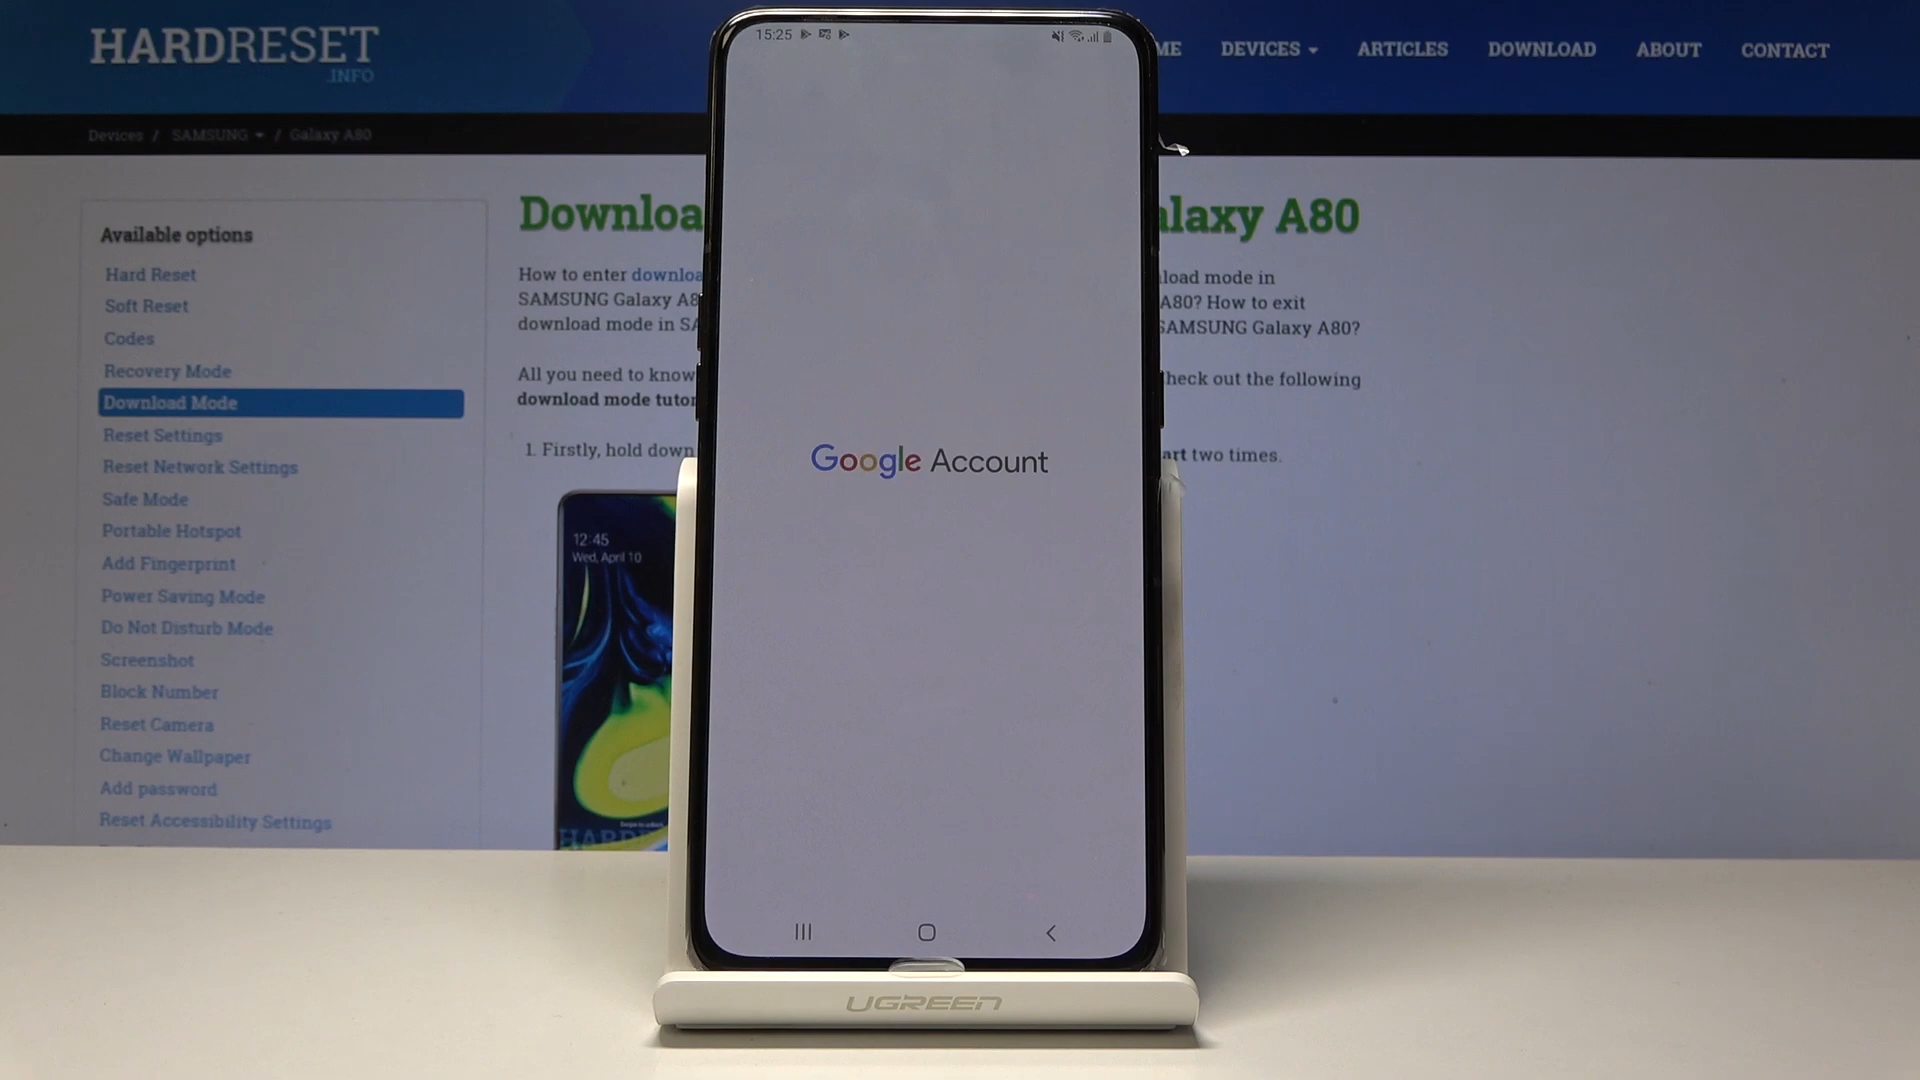 HARDRESET
.INFO
ME
DEVICES
ARTICLES
DOWNLOAD
ABOUT
CONTACT
Devices / SAMSUNG / Galaxy A80
Available options
Hard Reset
Soft Reset
Codes
Recovery Mode
Download Mode
Reset Settings
Reset Network Settings
Safe Mode
Portable Hotspot
Add Fingerprint
Power Saving Mode
Do Not Disturb Mode
Screenshot
Block Number
Reset Camera
Change Wallpaper
Add password
Reset Accessibility Settings
Downloa
alaxy A80
How to enter downloa
load mode in
SAMSUNG Galaxy A8
A80? How to exit
download mode in SA
SAMSUNG Galaxy A80?
All you need to know
heck out the following
download mode tutor
1. Firstly, hold down
art two times.
12:45
Wed, April 10
15:25
Google Account
UGREEN